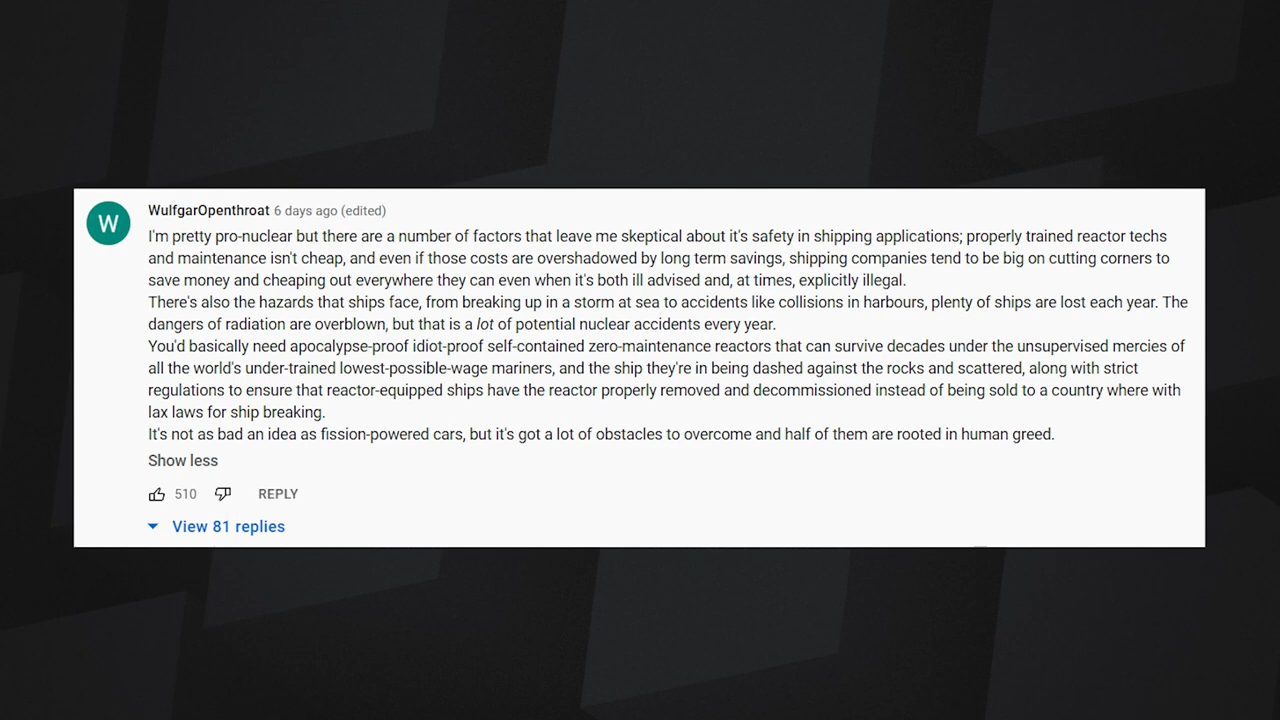 W
WulfgarOpenthroat 6 days ago (edited)
I'm pretty pro-nuclear but there are a number of factors that leave me skeptical about it's safety in shipping applications; properly trained reactor techs
and maintenance isn't cheap, and even if those costs are overshadowed by long term savings, shipping companies tend to be big on cutting corners to
save money and cheaping out everywhere they can even when it's both ill advised and, at times, explicitly illegal.
There's also the hazards that ships face, from breaking up in a storm at sea to accidents like collisions in harbours, plenty of ships are lost each year. The
dangers of radiation are overblown, but that is a lot of potential nuclear accidents every year.
You'd basically need apocalypse-proof idiot-proof self-contained zero-maintenance reactors that can survive decades under the unsupervised mercies of
all the world's under-trained lowest-possible-wage mariners, and the ship they're in being dashed against the rocks and scattered, along with strict
regulations to ensure that reactor-equipped ships have the reactor properly removed and decommissioned instead of being sold to a country where with
lax laws for ship breaking.
It's not as bad an idea as fission-powered cars, but it's got a lot of obstacles to overcome and half of them are rooted in human greed.
Show less
510 REPLY
View 81 replies